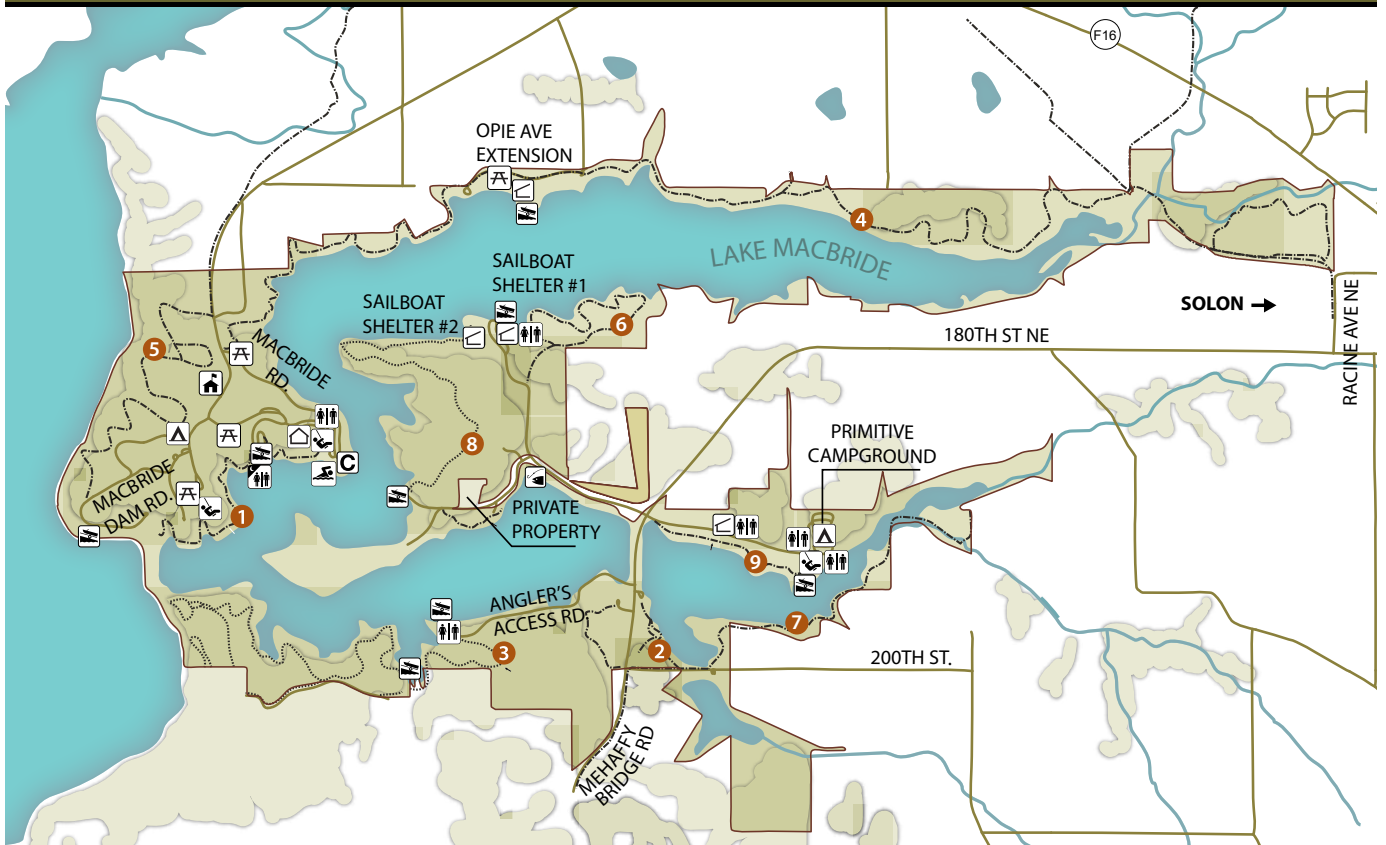 F16
OPIE AVE
EXTENSION
4
LAKE MACBRIDE
SAILBOAT
SHELTER #1
SAILBOAT
SHELTER #2
SOLON
6
180TH ST NE
RACINE AVE NE
5
MACBRIDE
RD.
8
PRIMITIVE
CAMPGROUND
C
MACBRIDE
DAM RD.
1
PRIVATE
PROPERTY
9
ANGLER'S
ACCESS RD
7
3
2
200TH ST.
MEHAFFY
BRIDGE RD